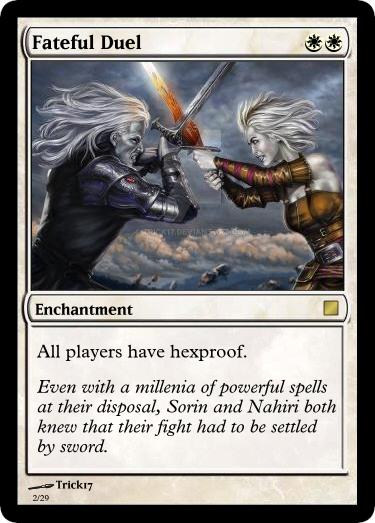 Fateful Duel
Enchantment
All players have hexproof.
Even with a millenia of powerful spells
at their disposal, Sorin and Nahiri both
knew that their fight had to be settled
by sword.
Trick17
2/29